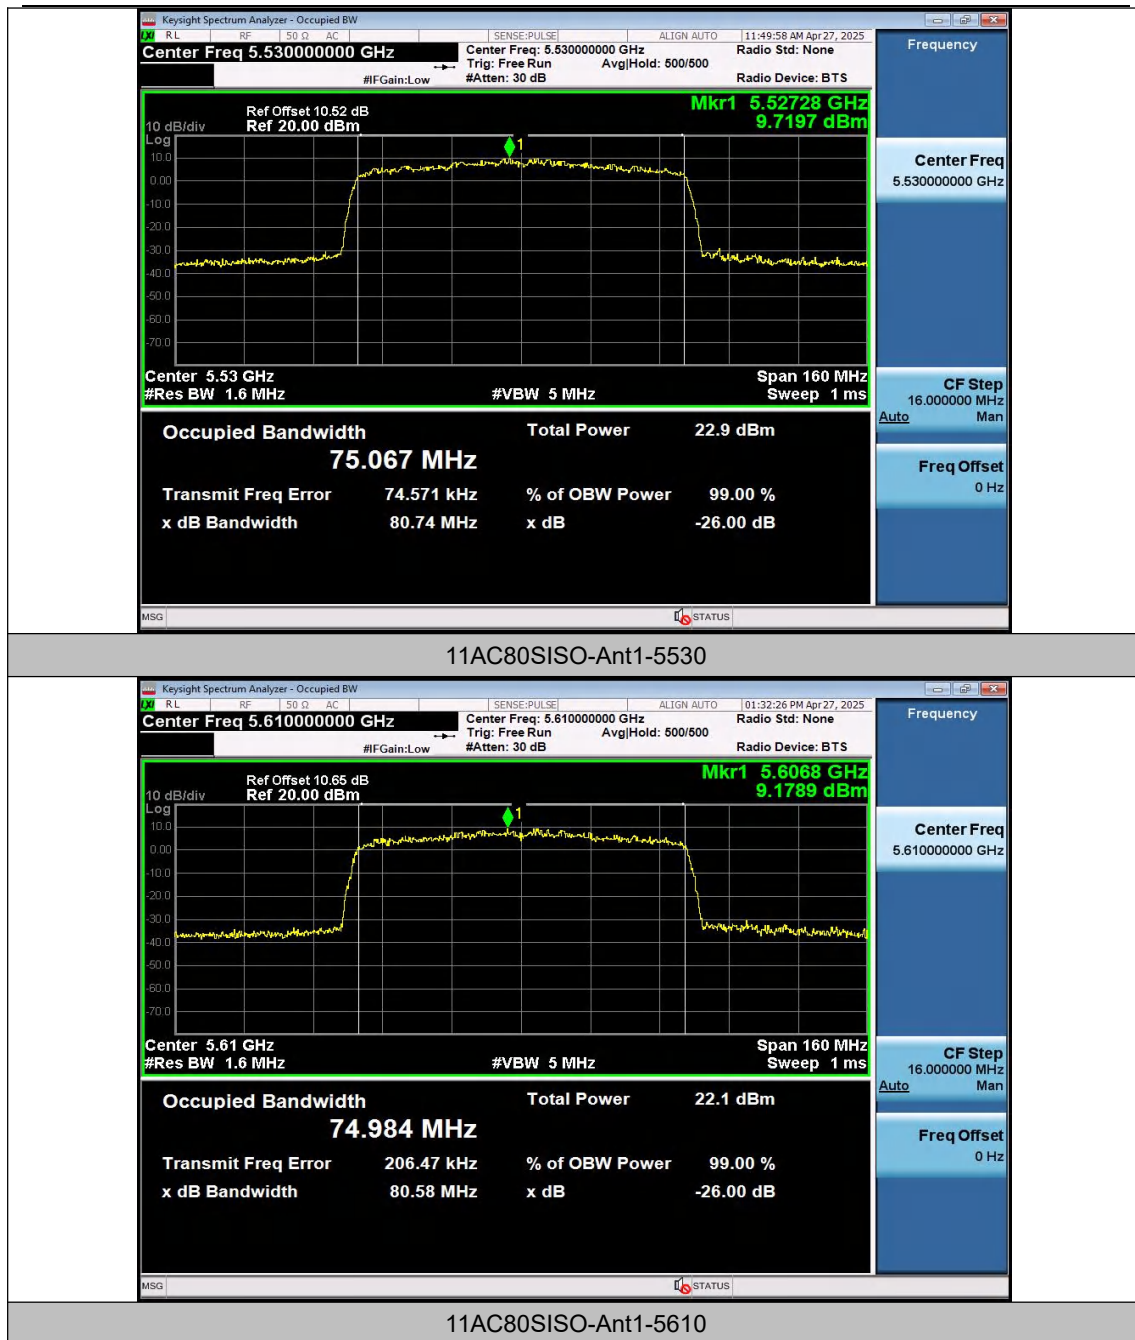 Keysight Spectrum Analyzer - Occupied BW
LXI RL RF 50 Ω AC SENSE:PULSE ALIGN AUTO 11:49:58 AM Apr 27, 2025
Center Freq 5.530000000 GHz
Center Freq: 5.530000000 GHz
Radio Std: None
Trig: Free Run Avg|Hold: 500/500
#IFGain:Low #Atten: 30 dB Radio Device: BTS
Frequency
Mkr1 5.52728 GHz
9.7197 dBm
Ref Offset 10.52 dB
10 dB/div Ref 20.00 dBm
Log
10.0
0.00
-10.0
-20.0
-30.0
-40.0
-50.0
-60.0
-70.0
1
Center Freq
5.530000000 GHz
Center 5.53 GHz Span 160 MHz
#Res BW 1.6 MHz #VBW 5 MHz Sweep 1 ms
CF Step
16.000000 MHz
Auto Man
Occupied Bandwidth Total Power 22.9 dBm
75.067 MHz
Transmit Freq Error 74.571 kHz % of OBW Power 99.00 %
x dB Bandwidth 80.74 MHz x dB -26.00 dB
Freq Offset
0 Hz
MSG STATUS
11AC80SISO-Ant1-5530
Keysight Spectrum Analyzer - Occupied BW
LXI RL RF 50 Ω AC SENSE:PULSE ALIGN AUTO 01:32:26 PM Apr 27, 2025
Center Freq 5.610000000 GHz
Center Freq: 5.610000000 GHz
Radio Std: None
Trig: Free Run Avg|Hold: 500/500
#IFGain:Low #Atten: 30 dB Radio Device: BTS
Frequency
Mkr1 5.6068 GHz
9.1789 dBm
Ref Offset 10.65 dB
10 dB/div Ref 20.00 dBm
Log
10.0
0.00
-10.0
-20.0
-30.0
-40.0
-50.0
-60.0
-70.0
1
Center Freq
5.610000000 GHz
Center 5.61 GHz Span 160 MHz
#Res BW 1.6 MHz #VBW 5 MHz Sweep 1 ms
CF Step
16.000000 MHz
Auto Man
Occupied Bandwidth Total Power 22.1 dBm
74.984 MHz
Transmit Freq Error 206.47 kHz % of OBW Power 99.00 %
x dB Bandwidth 80.58 MHz x dB -26.00 dB
Freq Offset
0 Hz
MSG STATUS
11AC80SISO-Ant1-5610